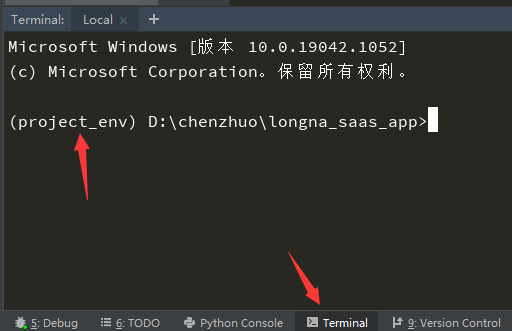 Terminal: Local × +
Microsoft Windows [版本 10.0.19042.1052]
(c) Microsoft Corporation。保留所有权利。
(project_env) D:\chenzhuo\longna_saas_app>
5: Debug 6: TODO Python Console Terminal 9: Version Control